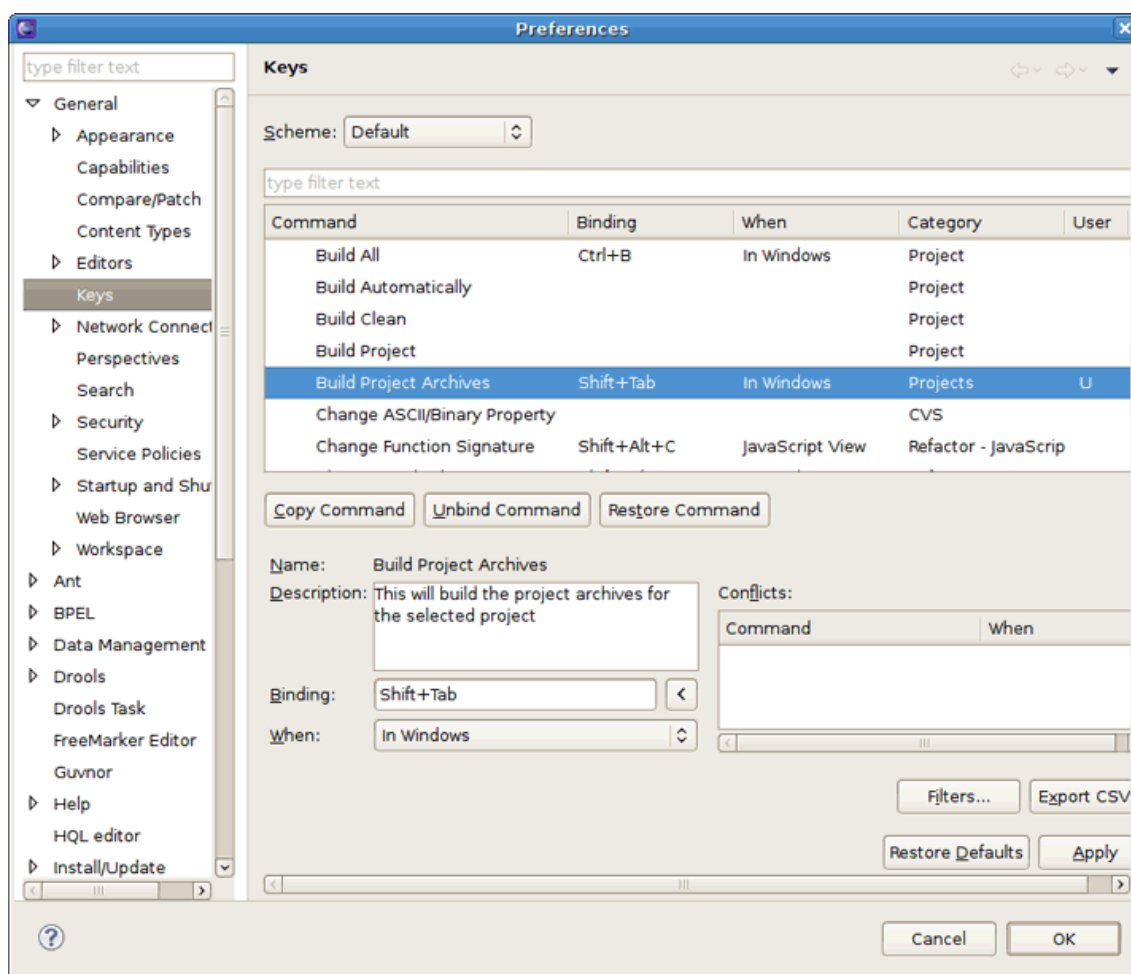 Preferences
type filter text
General
Appearance
Capabilities
Compare/Patch
Content Types
Editors
Keys
Network Connect
Perspectives
Search
Security
Service Policies
Startup and Shu
Web Browser
Workspace
Ant
BPEL
Data Management
Drools
Drools Task
FreeMarker Editor
Guvnor
Help
HQL editor
Install/Update
Keys
Scheme: Default
type filter text
Command Binding When Category User
Build All Ctrl+B In Windows Project
Build Automatically Project
Build Clean Project
Build Project Project
Build Project Archives Shift+Tab In Windows Projects U
Change ASCII/Binary Property CVS
Change Function Signature Shift+Alt+C JavaScript View Refactor - JavaScrip
Copy Command Unbind Command Restore Command
Name: Build Project Archives
Description: This will build the project archives for
the selected project
Binding: Shift+Tab <
When: In Windows
Conflicts:
Command When
Filters... Export CSV
Restore Defaults Apply
?
Cancel OK